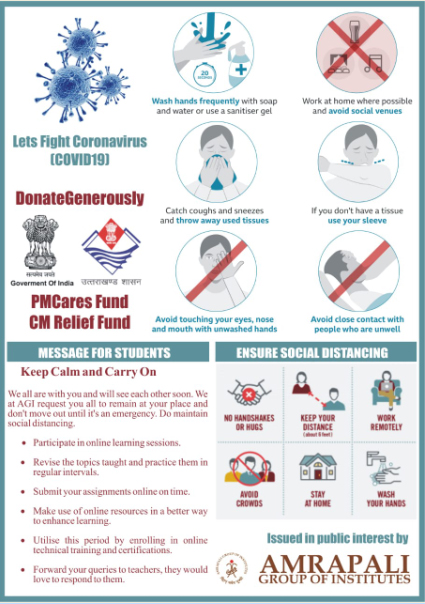 Lets Fight Coronavirus
(COVID19)
DonateGenerously
सत्यमेव जयते
Goverment Of India
उत्तराखण्ड शासन
PMCares Fund
CM Relief Fund
20
Wash hands frequently with soap
and water or use a sanitiser gel
Work at home where possible
and avoid social venues
Catch coughs and sneezes
and throw away used tissues
If you don't have a tissue
use your sleeve
Avoid touching your eyes, nose
and mouth with unwashed hands
Avoid close contact with
people who are unwell
MESSAGE FOR STUDENTS
Keep Calm and Carry On
We all are with you and will see each other soon. We
at AGI request you all to remain at your place and
don't move out until it's an emergency. Do maintain
social distancing.
• Participate in online learning sessions.
• Revise the topics taught and practice them in
regular intervals.
• Submit your assignments online on time.
• Make use of online resources in a better way
to enhance learning.
• Utilise this period by enrolling in online
technical training and certifications.
• Forward your queries to teachers, they would
love to respond to them.
ENSURE SOCIAL DISTANCING
NO HANDSHAKES
OR HUGS
KEEP YOUR
DISTANCE
(about 6 feet)
WORK
REMOTELY
AVOID
CROWDS
STAY
AT HOME
WASH
YOUR HANDS
Issued in public interest by
AMRAPALI
GROUP OF INSTITUTES